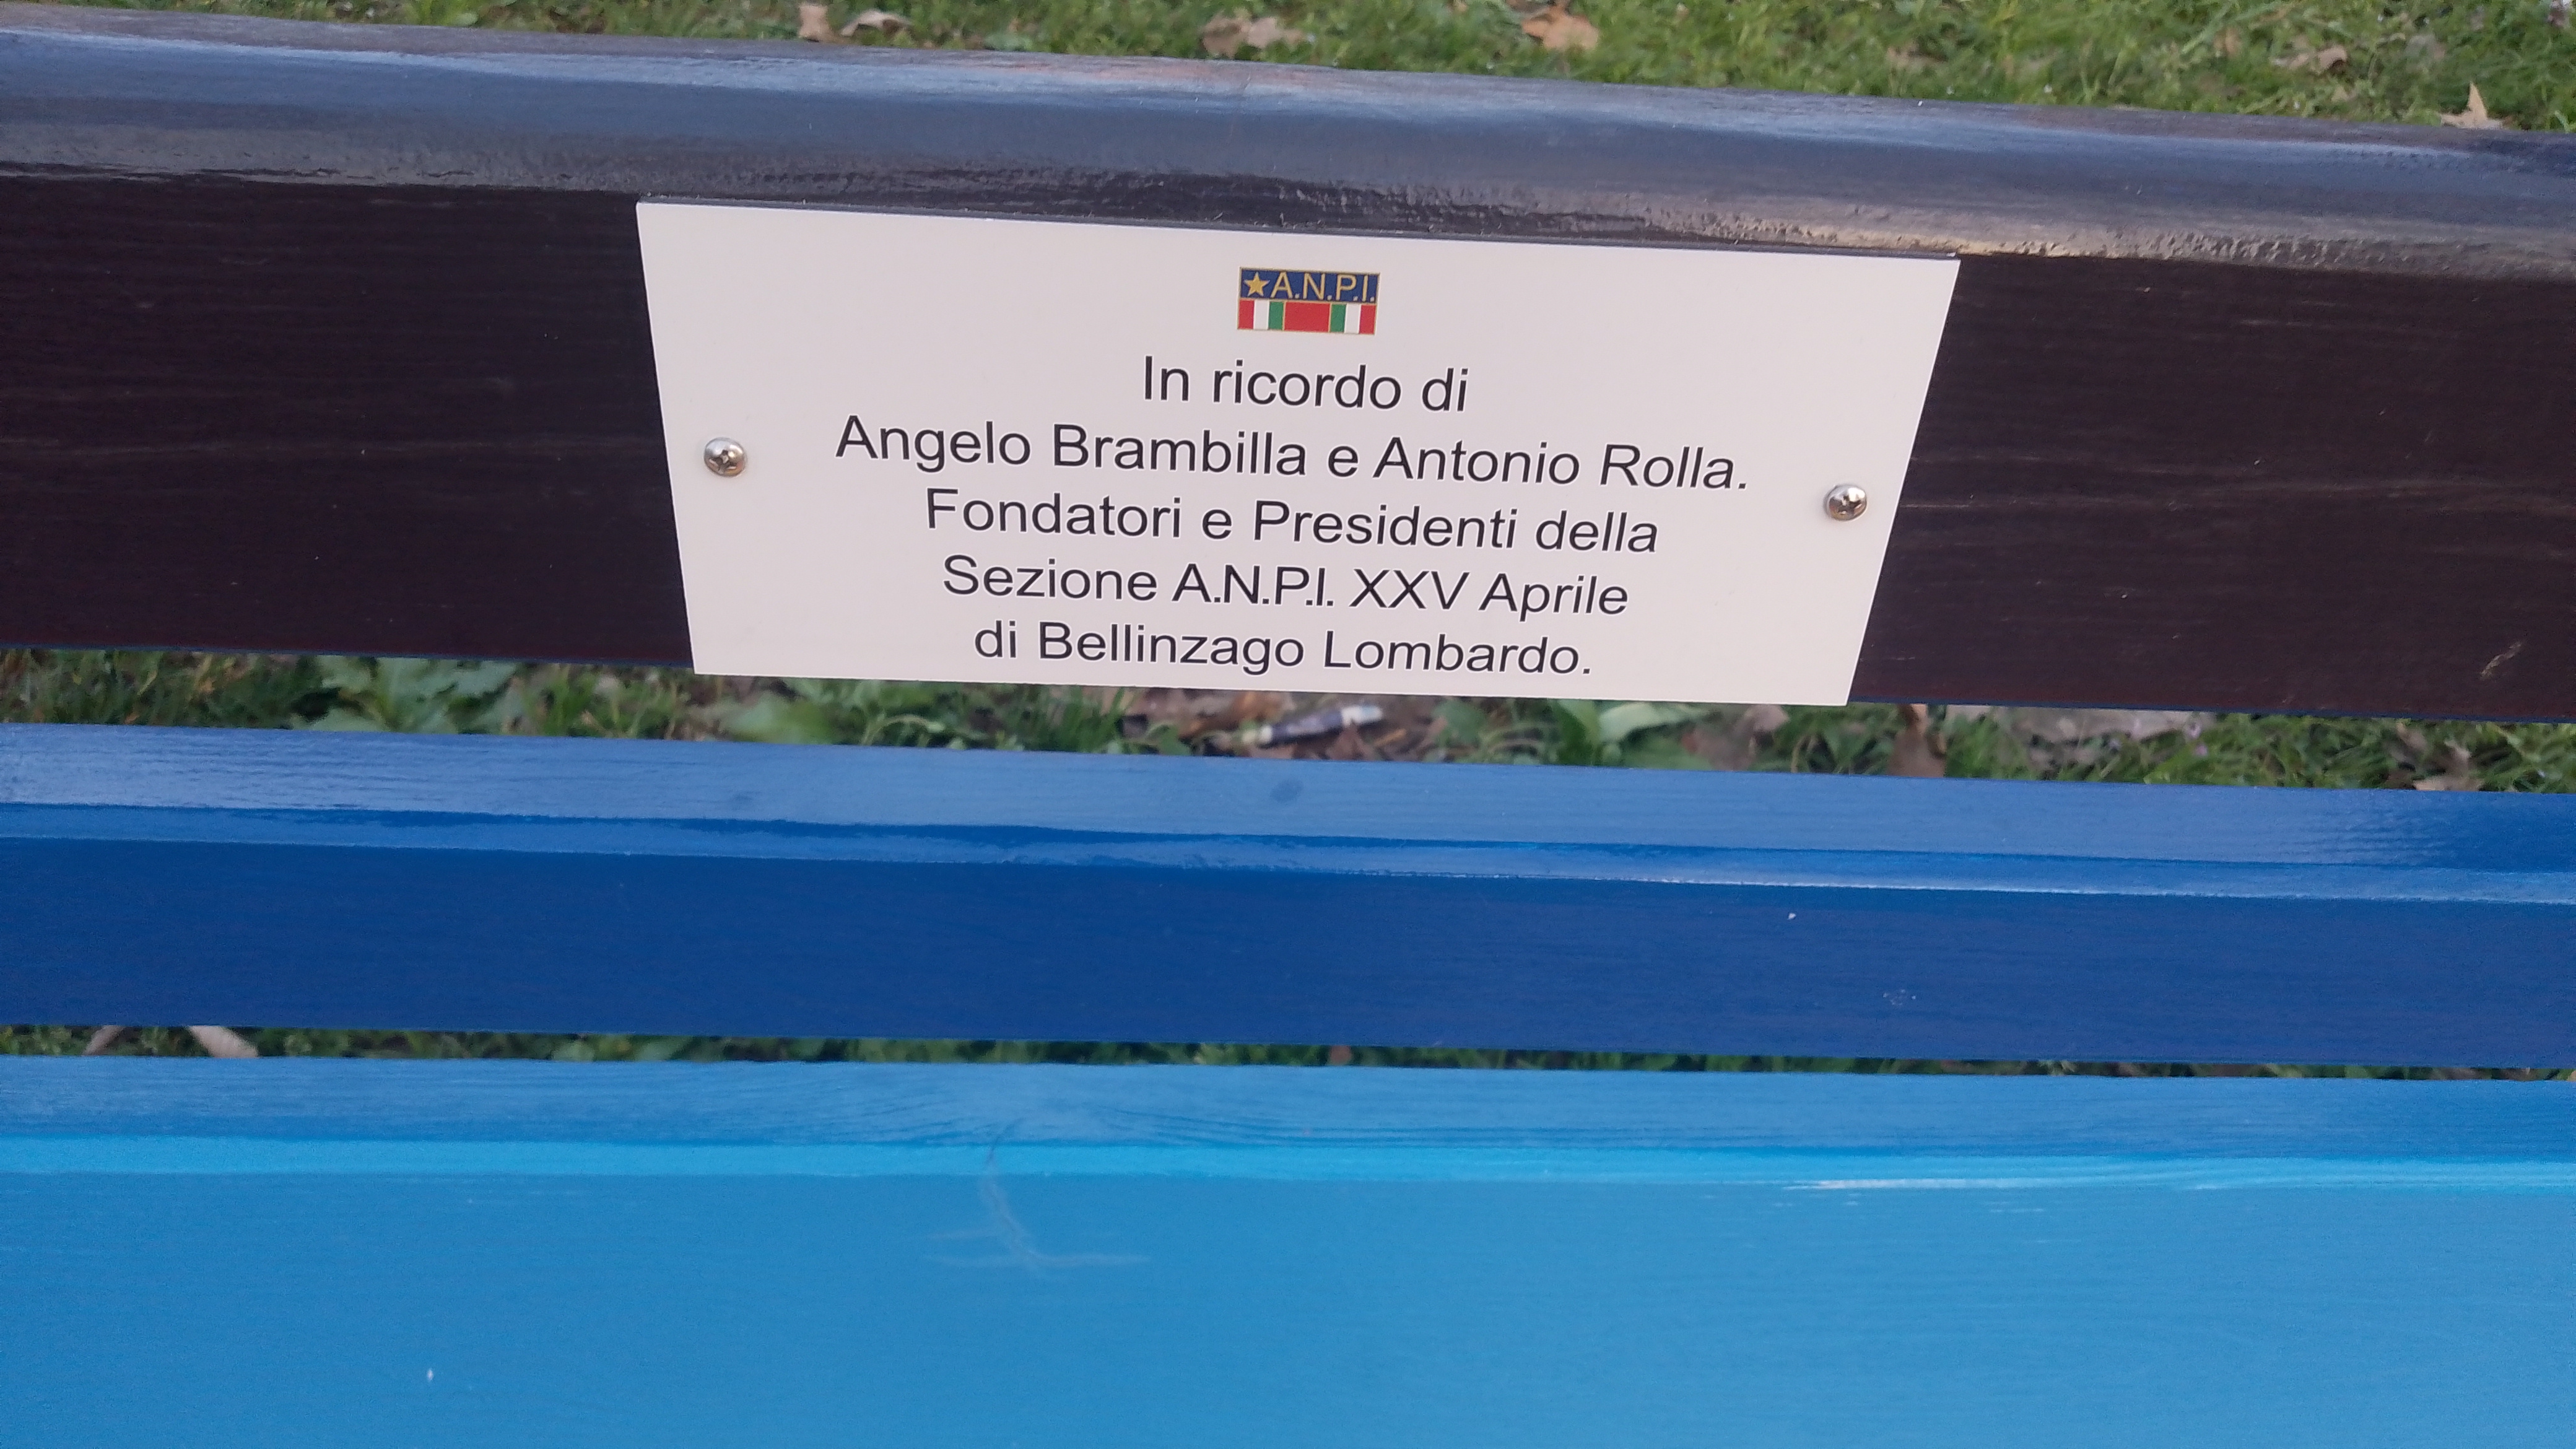 ★A.N.P.I.
In ricordo di
Angelo Brambilla e Antonio Rolla.
Fondatori e Presidenti della
Sezione A.N.P.I. XXV Aprile
di Bellinzago Lombardo.